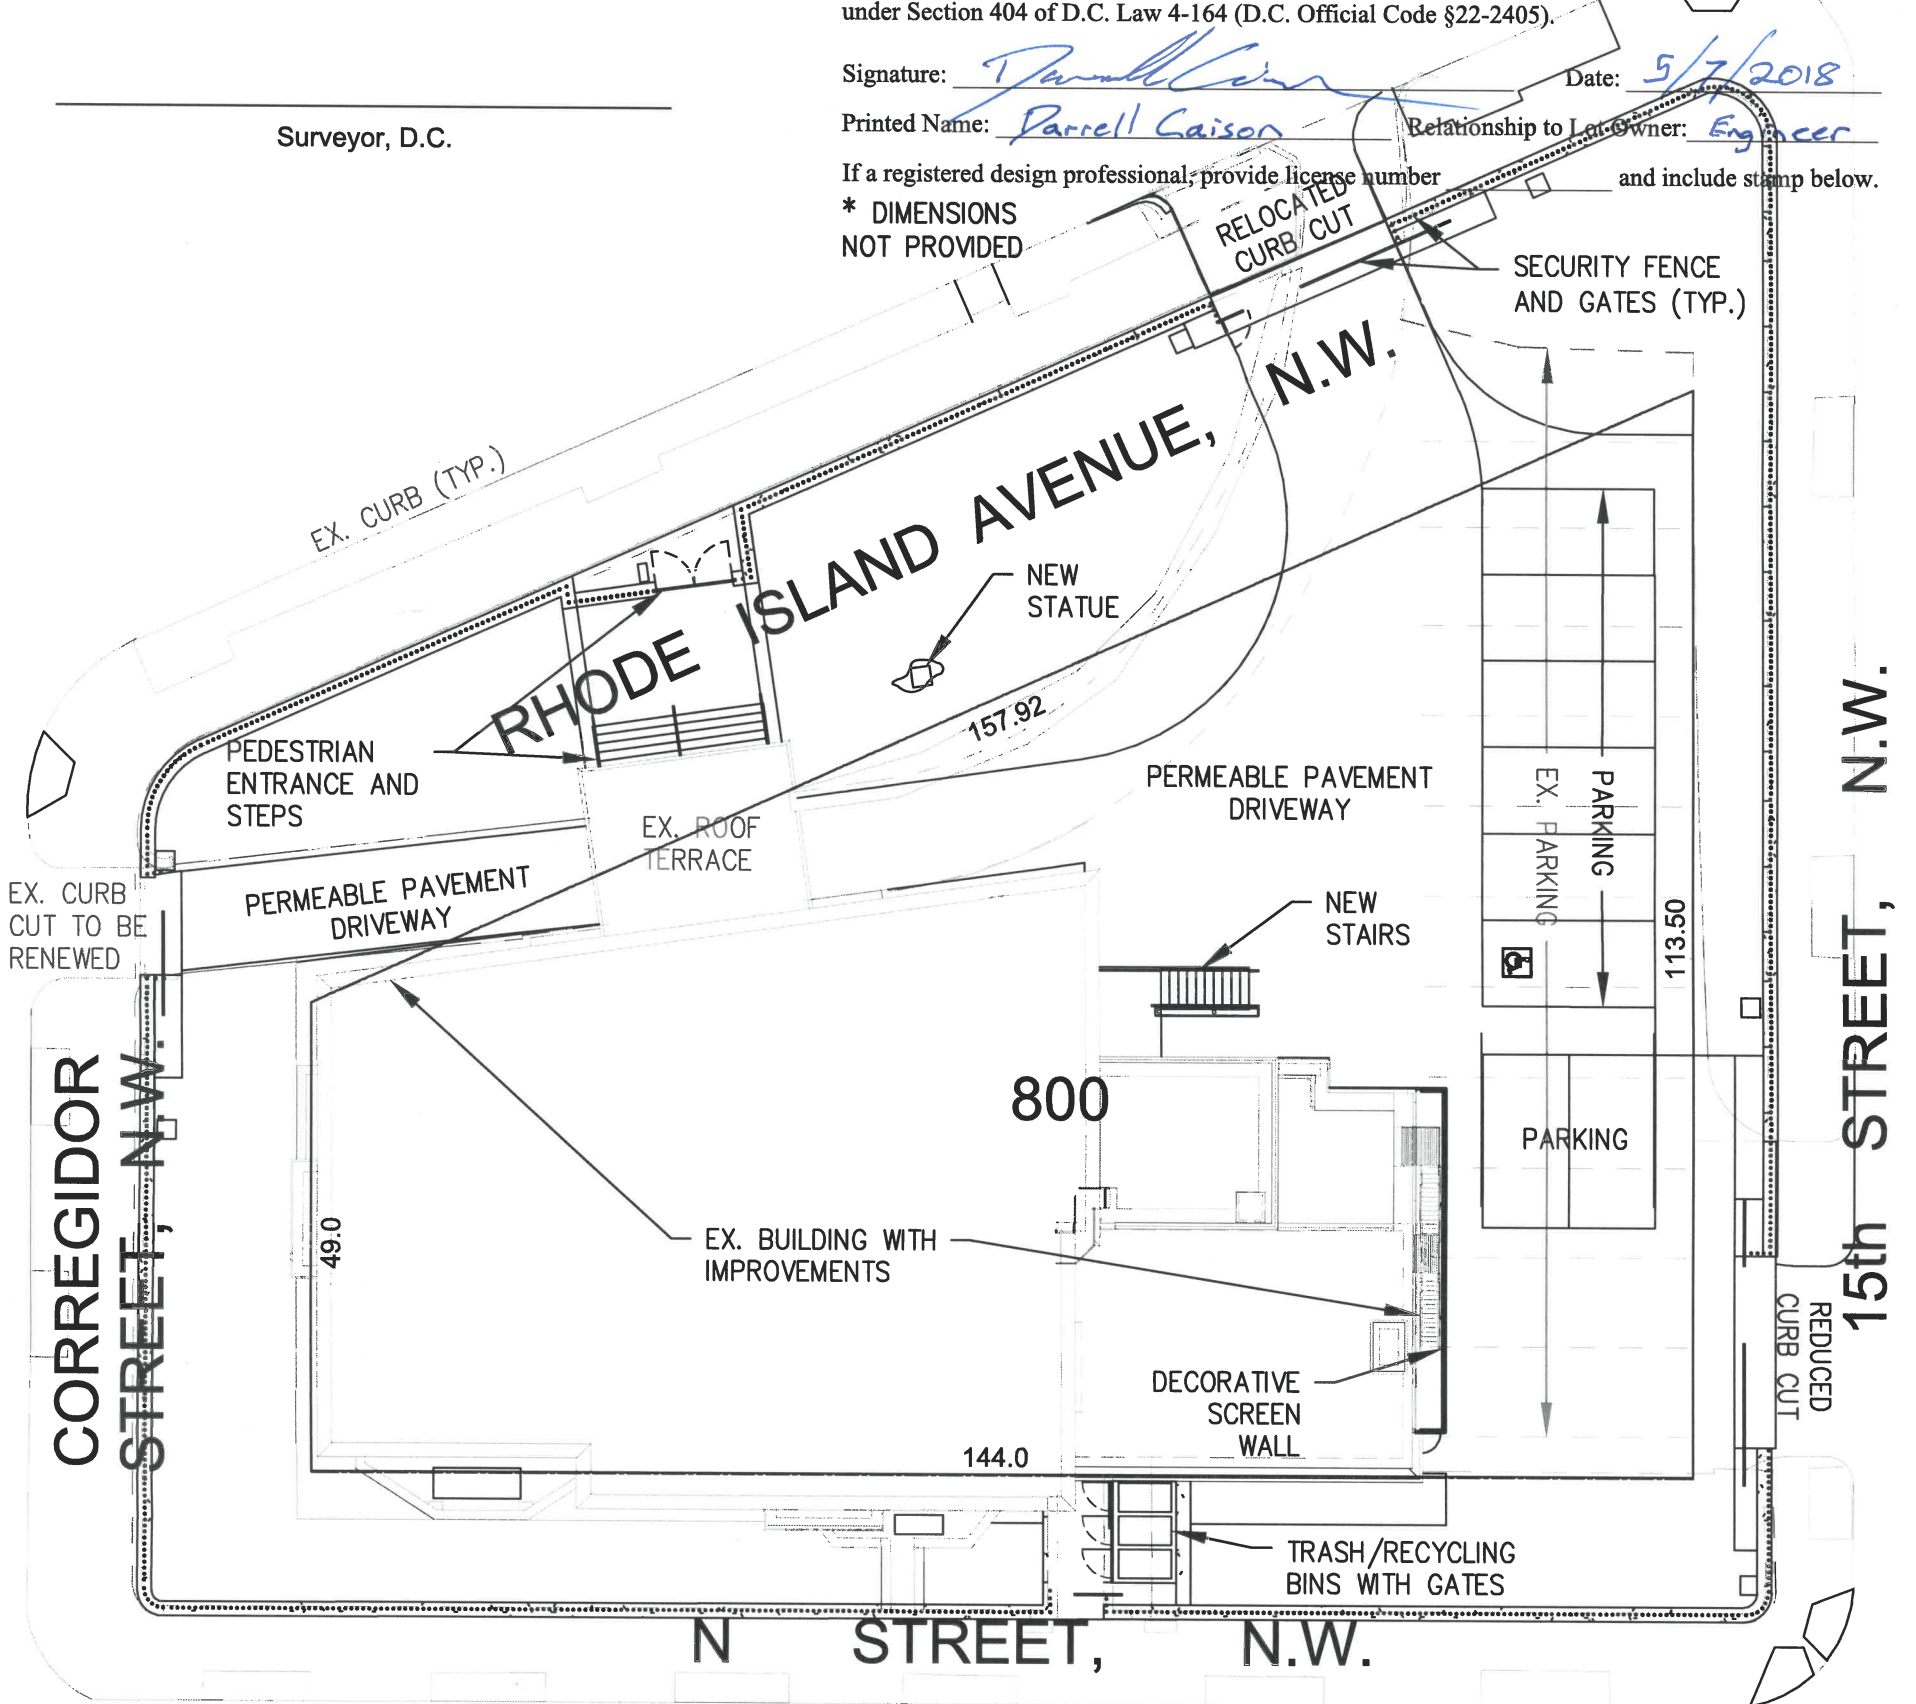 under Section 404 of D.C. Law 4-164 (D.C. Official Code §22-2405).
Signature: Date: 5/7/2018
Surveyor, D.C.
Printed Name: Darrell Caison Relationship to Lot Owner: Engineer
If a registered design professional, provide license number and include stamp below.
* DIMENSIONS
NOT PROVIDED
RELOCATED
CURB CUT
SECURITY FENCE
AND GATES (TYP.)
EX. CURB (TYP.)
RHODE ISLAND AVENUE, N.W.
NEW
STATUE
157.92
PEDESTRIAN
ENTRANCE AND
STEPS
EX. ROOF
TERRACE
PERMEABLE PAVEMENT
DRIVEWAY
EX. PARKING
PARKING
113.50
15th STREET, N.W.
EX. CURB
CUT TO BE
RENEWED
PERMEABLE PAVEMENT
DRIVEWAY
NEW
STAIRS
CORREGIDOR
STREET, N.W.
800
PARKING
49.0
EX. BUILDING WITH
IMPROVEMENTS
REDUCED
CURB CUT
DECORATIVE
SCREEN
WALL
144.0
TRASH/RECYCLING
BINS WITH GATES
N STREET, N.W.